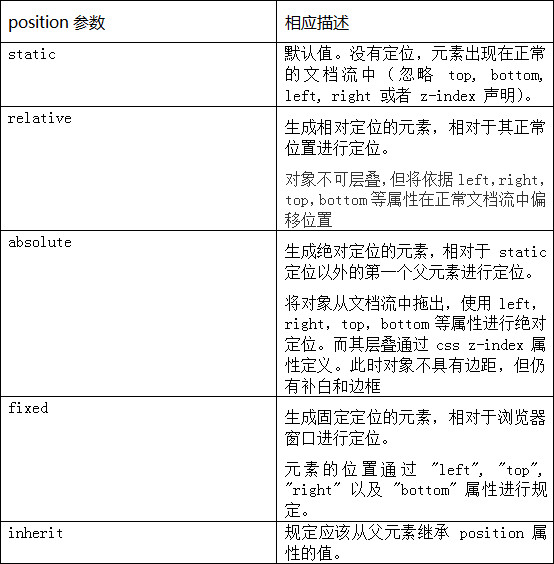 position 参数
相应描述
static
默认值。没有定位，元素出现在正常
的文档流中（忽略 top, bottom,
left, right 或者 z-index 声明）。
relative
生成相对定位的元素，相对于其正常
位置进行定位。
对象不可层叠，但将依据 left，right，
top，bottom 等属性在正常文档流中偏
移位置
absolute
生成绝对定位的元素，相对于 static
定位以外的第一个父元素进行定位。
将对象从文档流中拖出，使用 left，
right，top，bottom 等属性进行绝对
定位。而其层叠通过 css z-index 属
性定义。此时对象不具有边距，但仍
有补白和边框
fixed
生成固定定位的元素，相对于浏览器
窗口进行定位。
元素的位置通过 "left", "top",
"right" 以及 "bottom" 属性进行规
定。
inherit
规定应该从父元素继承 position 属
性的值。